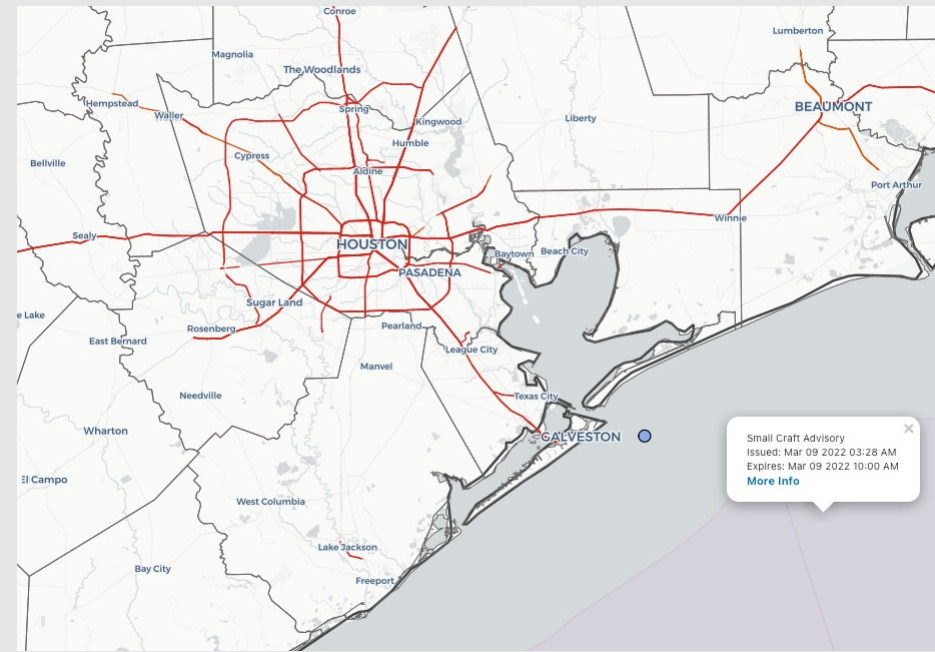 Conroe
Lumberton
Magnolia
The Woodlands
Hempstead
Spring
BEAUMONT
Waller
Kingwood
Liberty
Humble
Cypress
Bellville
Aldine
Port Arthur
Winnie
Sealy
HOUSTON
Baytown
Beach City
PASADENA
Sugar Land
e Lake
Rosenberg
Pearland
East Bernard
League City
Manvel
Needville
Texas City
Wharton
GALVESTON
Small Craft Advisory
Issued: Mar 09 2022 03:28 AM
Expires: Mar 09 2022 10:00 AM
More Info
El Campo
West Columbia
Lake Jackson
Bay City
Freeport